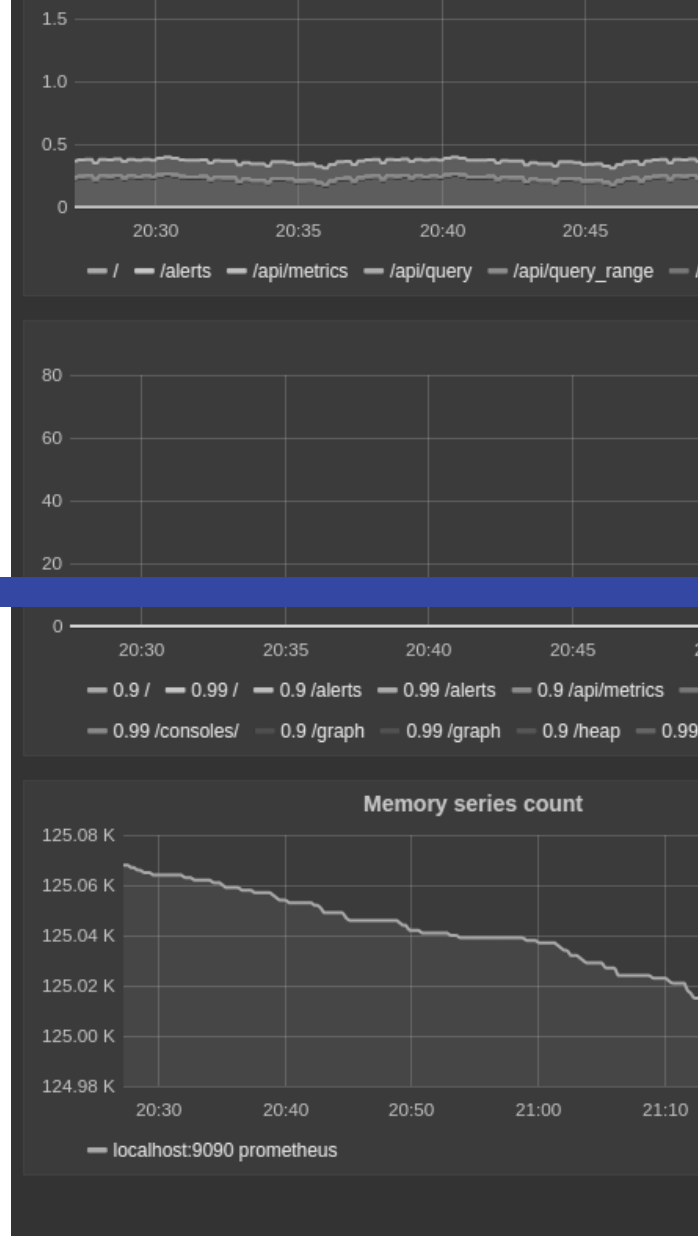 1.5
1.0
0.5
0
20:30 20:35 20:40 20:45
/ /alerts /api/metrics /api/query /api/query_range
80
60
40
20
0
20:30 20:35 20:40 20:45
0.9 / 0.99 / 0.9 /alerts 0.99 /alerts 0.9 /api/metrics
0.99 /consoles/ 0.9 /graph 0.99 /graph 0.9 /heap 0.99
Memory series count
125.08 K
125.06 K
125.04 K
125.02 K
125.00 K
124.98 K
20:30 20:40 20:50 21:00 21:10
localhost:9090 prometheus